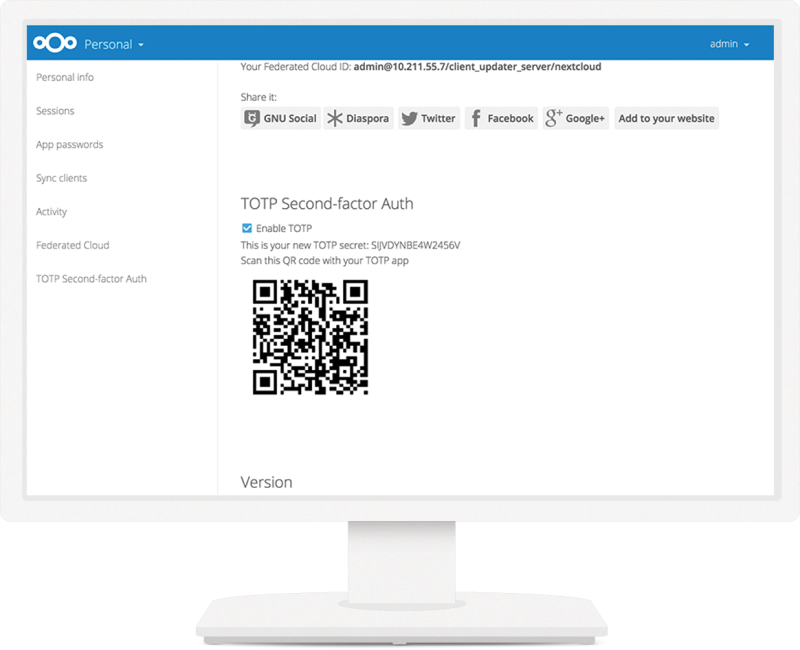 Personal
admin
Personal info
Sessions
App passwords
Sync clients
Activity
Federated Cloud
TOTP Second-factor Auth
Your Federated Cloud ID: admin@10.211.55.7/client_updater_server/nextcloud
Share it:
GNU Social Diaspora Twitter Facebook Google+ Add to your website
TOTP Second-factor Auth
Enable TOTP
This is your new TOTP secret: SIJVDYNBE4W2456V
Scan this QR code with your TOTP app
Version